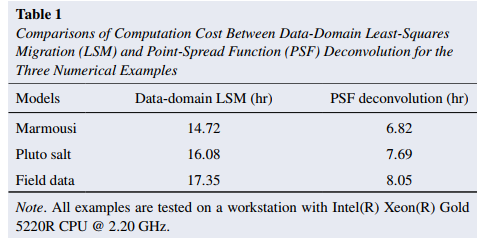 Table 1
Comparisons of Computation Cost Between Data-Domain Least-Squares
Migration (LSM) and Point-Spread Function (PSF) Deconvolution for the
Three Numerical Examples
Models Data-domain LSM (hr) PSF deconvolution (hr)
Marmousi 14.72 6.82
Pluto salt 16.08 7.69
Field data 17.35 8.05
Note. All examples are tested on a workstation with Intel(R) Xeon(R) Gold
5220R CPU @ 2.20 GHz.